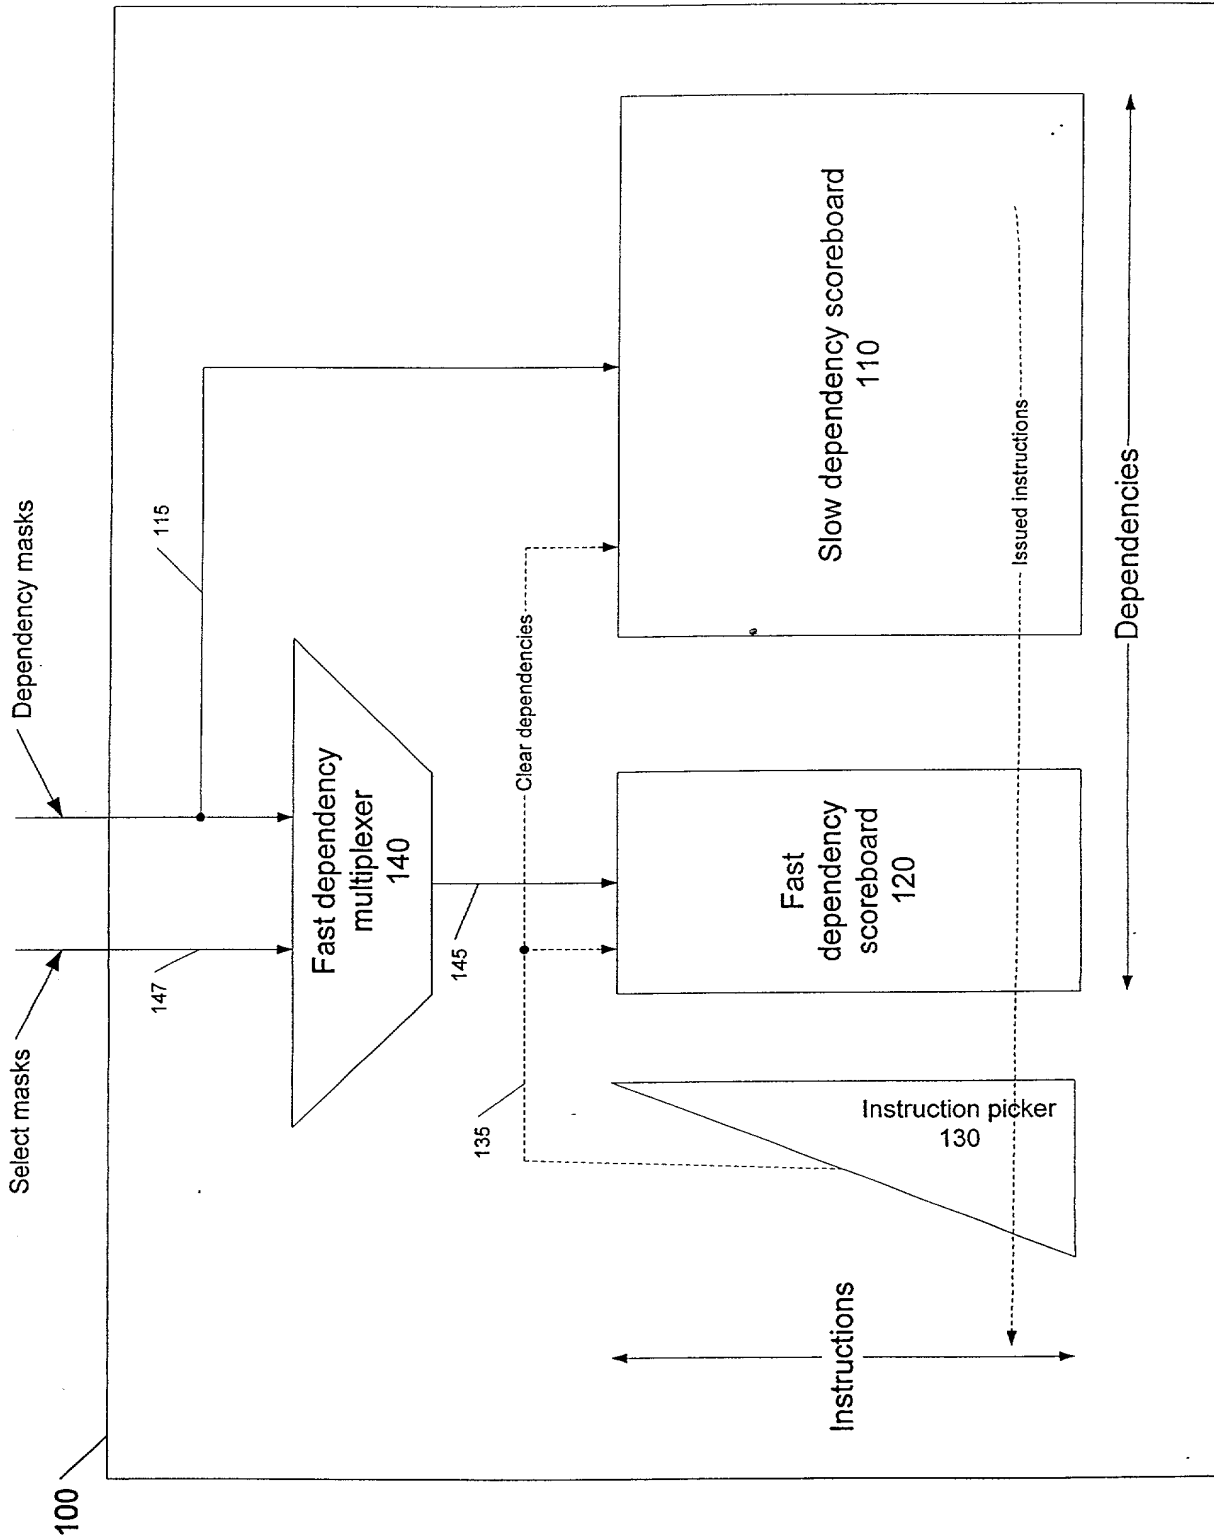 100
Select masks
Dependency masks
147
115
Fast dependency
multiplexer
140
145
135
Clear dependencies
Instructions
Instruction picker
130
Fast
dependency
scoreboard
120
Slow dependency scoreboard
110
Issued instructions
Dependencies